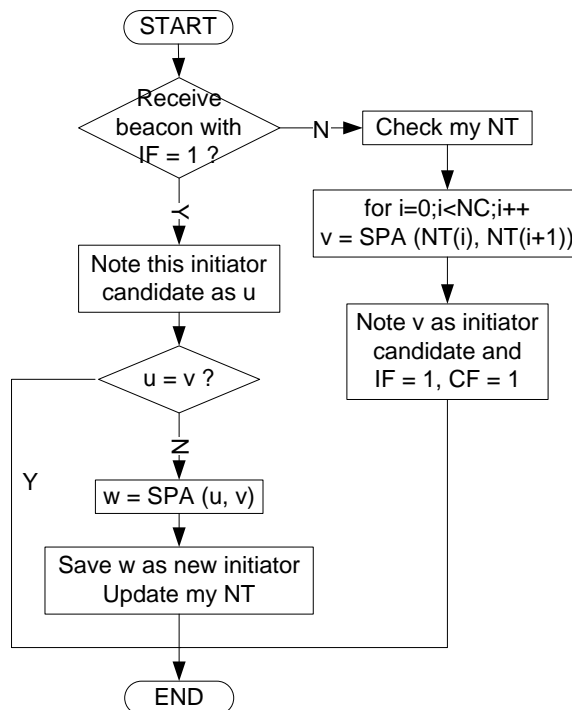 START
Receive
beacon with
IF = 1 ?
N
Check my NT
for i=0;i<NC;i++
v = SPA (NT(i), NT(i+1))
Note v as initiator
candidate and
IF = 1, CF = 1
Y
Note this initiator
candidate as u
u = v ?
Y
N
w = SPA (u, v)
Save w as new initiator
Update my NT
END